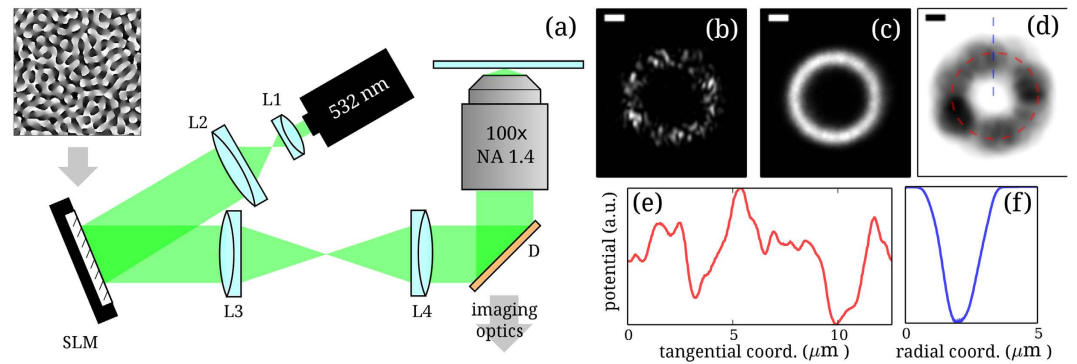 (a)
L1
532 nm
L2
100x
NA 1.4
D
L3
L4
SLM
imaging
optics
(b)
(c)
(d)
(e)
potential (a.u.)
0
5
10
tangential coord. (μm)
(f)
0
5
radial coord. (μm)